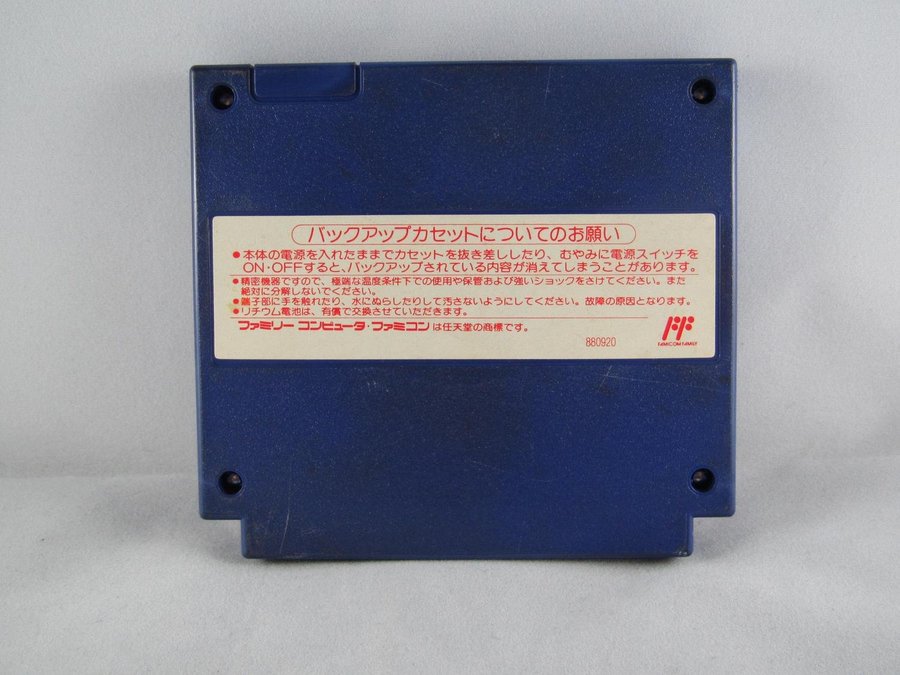 バックアップカセットについてのお願い
●本体の電源を入れたままでカセットを抜き差ししたり、むやみに電源スイッチを
ON・OFFすると、バックアップされている内容が消えてしまうことがあります。
●精密機器ですので、極端な温度条件下での使用や保管および強いショックをさけてください。また
絶対に分解しないでください。
●端子部に手を触れたり、水にぬらしたりして汚さないようにしてください。故障の原因となります。
●リチウム電池は、有償で交換させていただきます。
ファミリー コンピュータ・ファミコン は任天堂の商標です。
880920
FAMICOM FAMILY